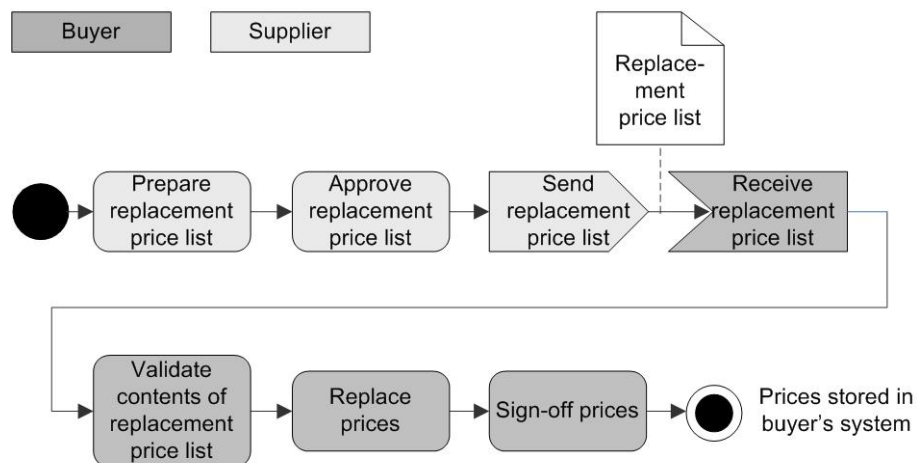 Buyer
Supplier
Replace-
ment
price list
Prepare
replacement
price list
Approve
replacement
price list
Send
replacement
price list
Receive
replacement
price list
Validate
contents of
replacement
price list
Replace
prices
Sign-off prices
Prices stored in
buyer's system